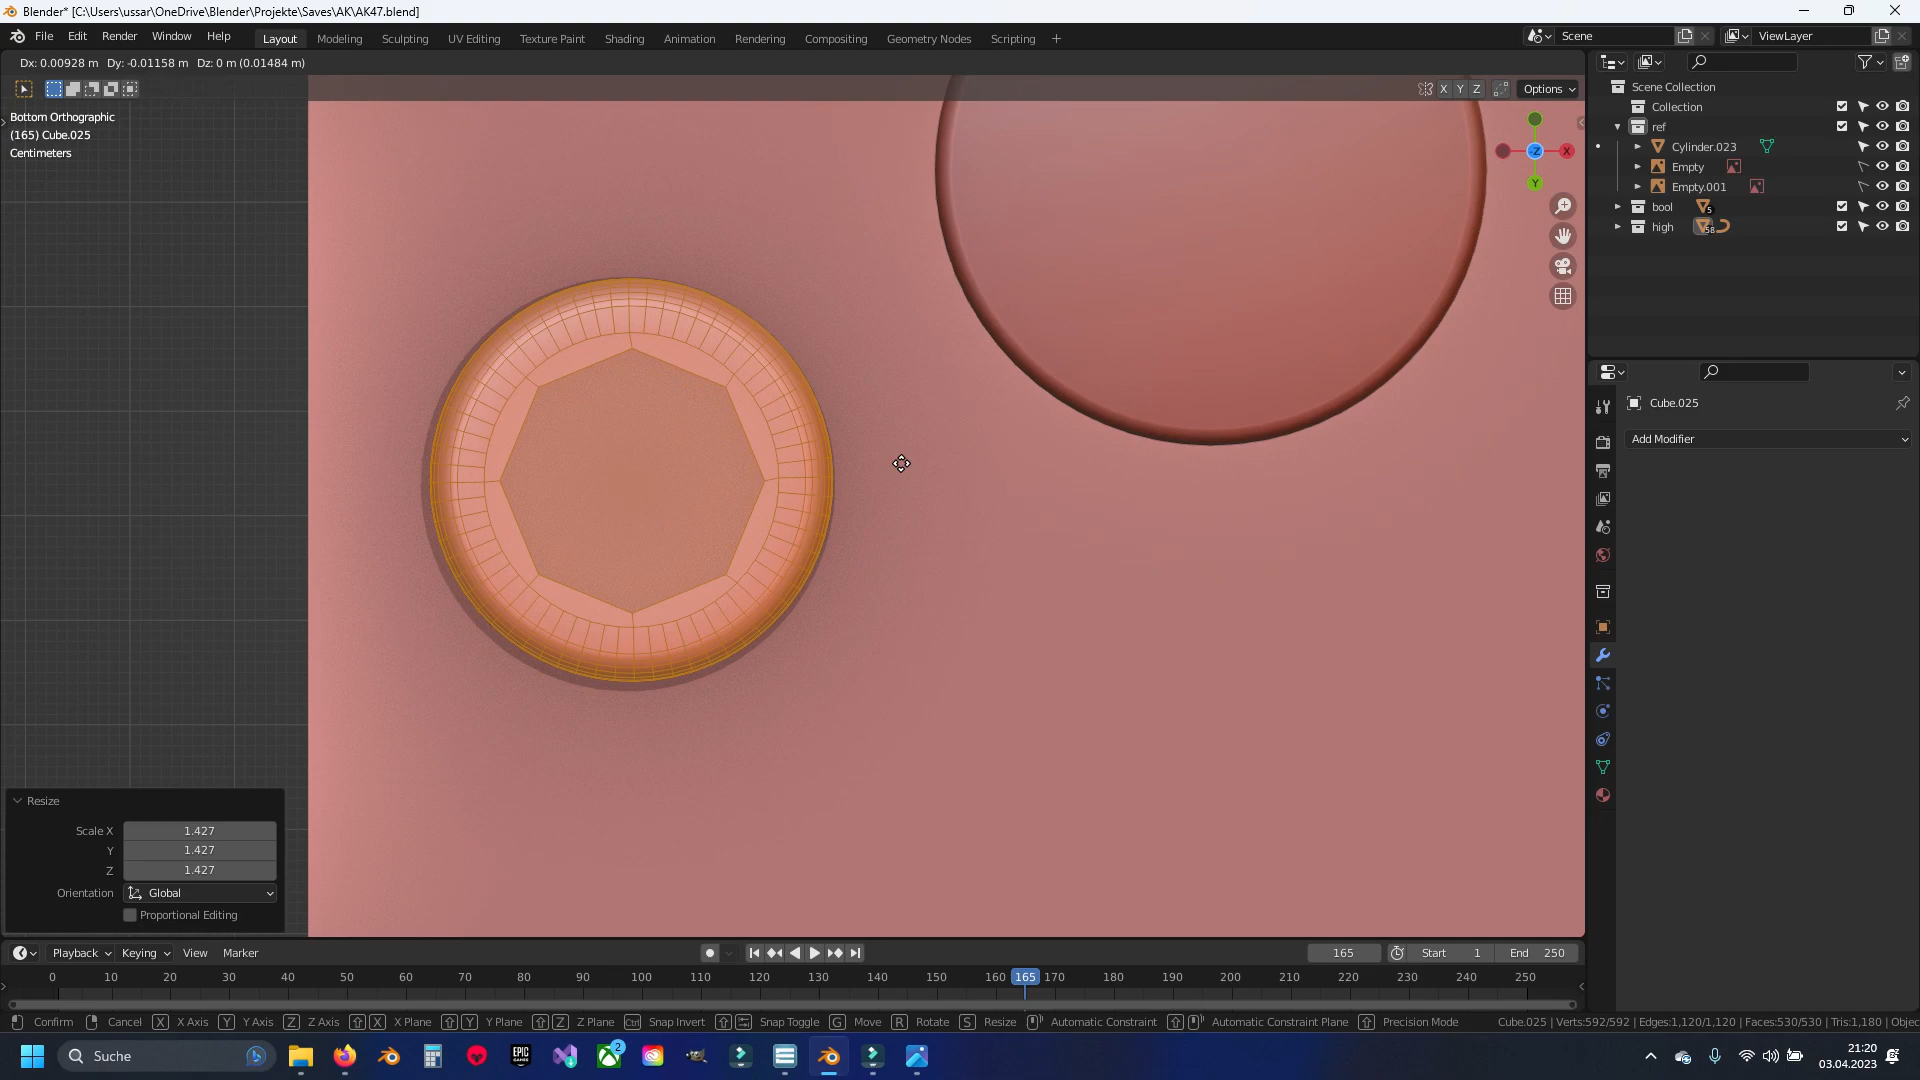 Blender* [C:\Users\ussar\OneDrive\Blender\Projekte\Saves\AK\AK47.blend]
File Edit Render Window Help Layout Modeling Sculpting UV Editing Texture Paint Shading Animation Rendering Compositing Geometry Nodes Scripting + Scene ViewLayer
Dx: 0.00928 m Dy: -0.01158 m Dz: 0 m (0.01484 m)
X Y Z Options
Bottom Orthographic
(165) Cube.025
Centimeters
-Z X
Y
Scene Collection
Collection
ref
Cylinder.023
Empty
Empty.001
bool 5
high 58
Cube.025
Add Modifier
Resize
Scale X 1.427
Y 1.427
Z 1.427
Orientation Global
Proportional Editing
Playback Keying View Marker 165 Start 1 End 250
0 10 20 30 40 50 60 70 80 90 100 110 120 130 140 150 160 165 170 180 190 200 210 220 230 240 250
Confirm Cancel X X Axis Y Y Axis Z Z Axis X X Plane Y Y Plane Z Z Plane Ctrl Snap Invert Snap Toggle G Move R Rotate S Resize Automatic Constraint Automatic Constraint Plane Precision Mode Cube.025 | Verts:592/592 | Edges:1,120/1,120 | Faces:530/530 | Tris:1,180 | Objec
Suche EPIC GAMES 2 21:20
03.04.2023